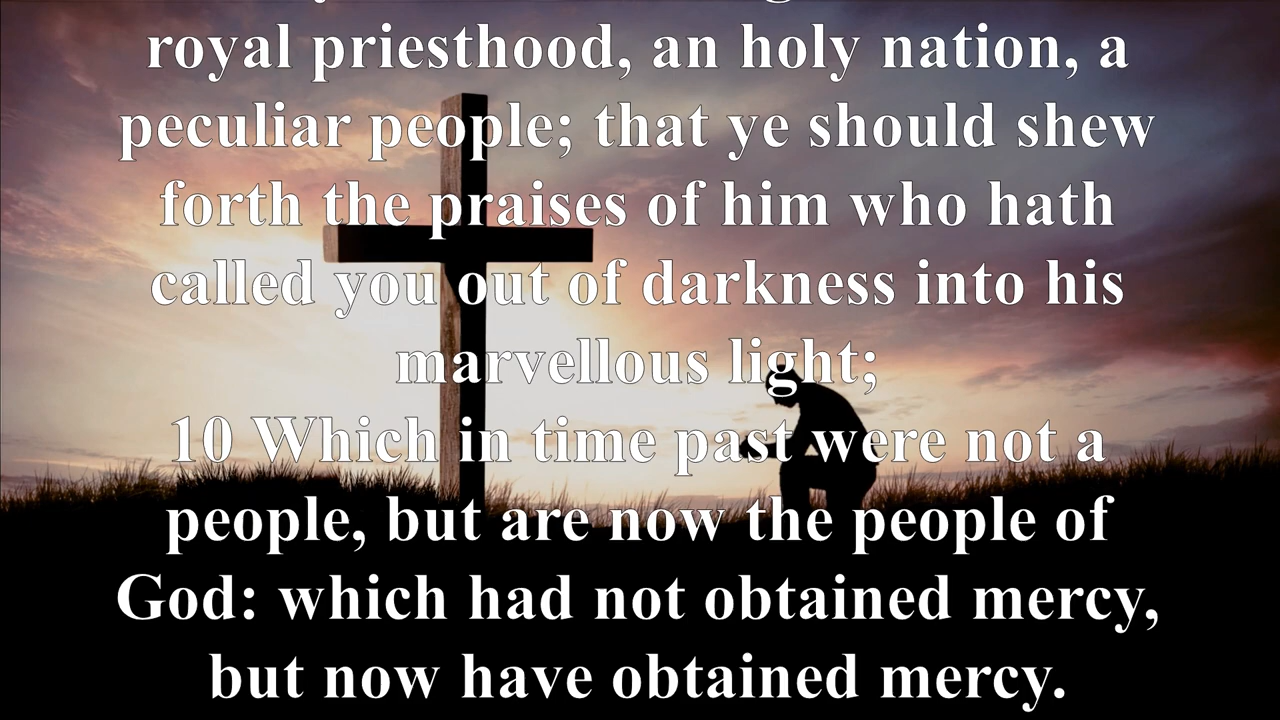 royal priesthood, an holy nation, a
peculiar people; that ye should shew
forth the praises of him who hath
called you out of darkness into his
marvellous light;
10 Which in time past were not a
people, but are now the people of
God: which had not obtained mercy,
but now have obtained mercy.